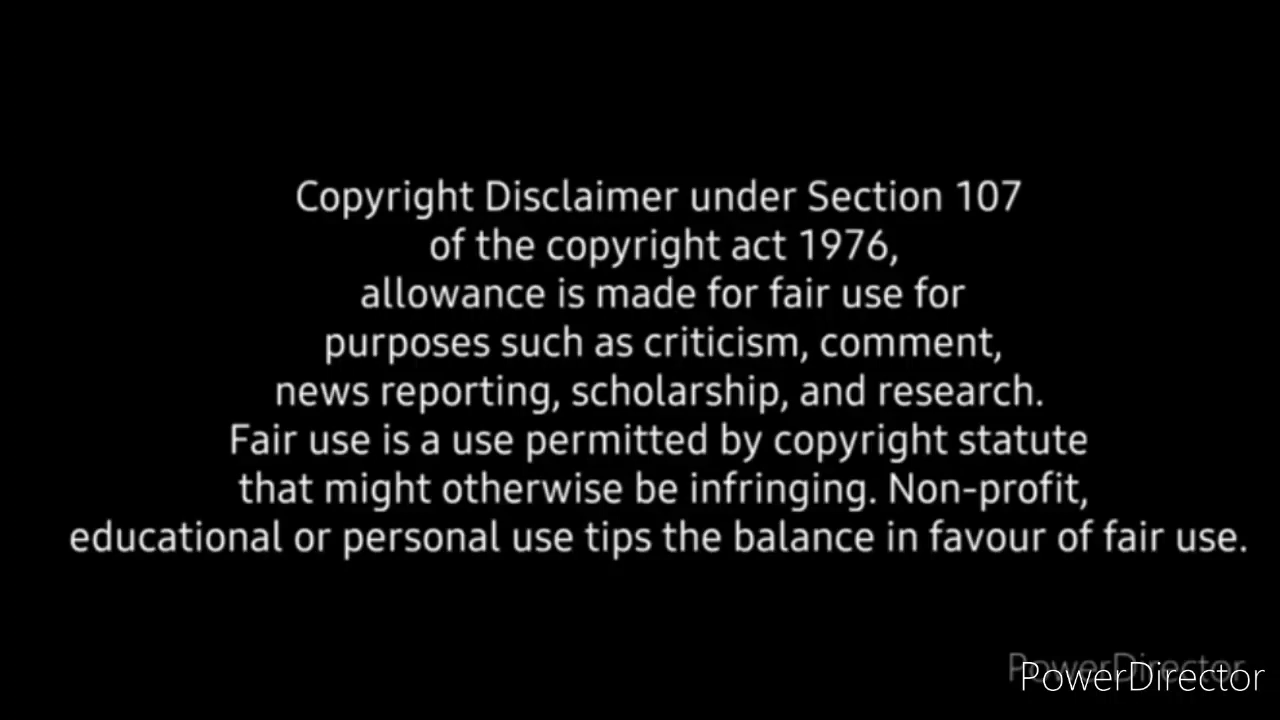 Copyright Disclaimer under Section 107
of the copyright act 1976,
allowance is made for fair use for
purposes such as criticism, comment,
news reporting, scholarship, and research.
Fair use is a use permitted by copyright statute
that might otherwise be infringing. Non-profit,
educational or personal use tips the balance in favour of fair use.
PowerDirector
PowerDirector